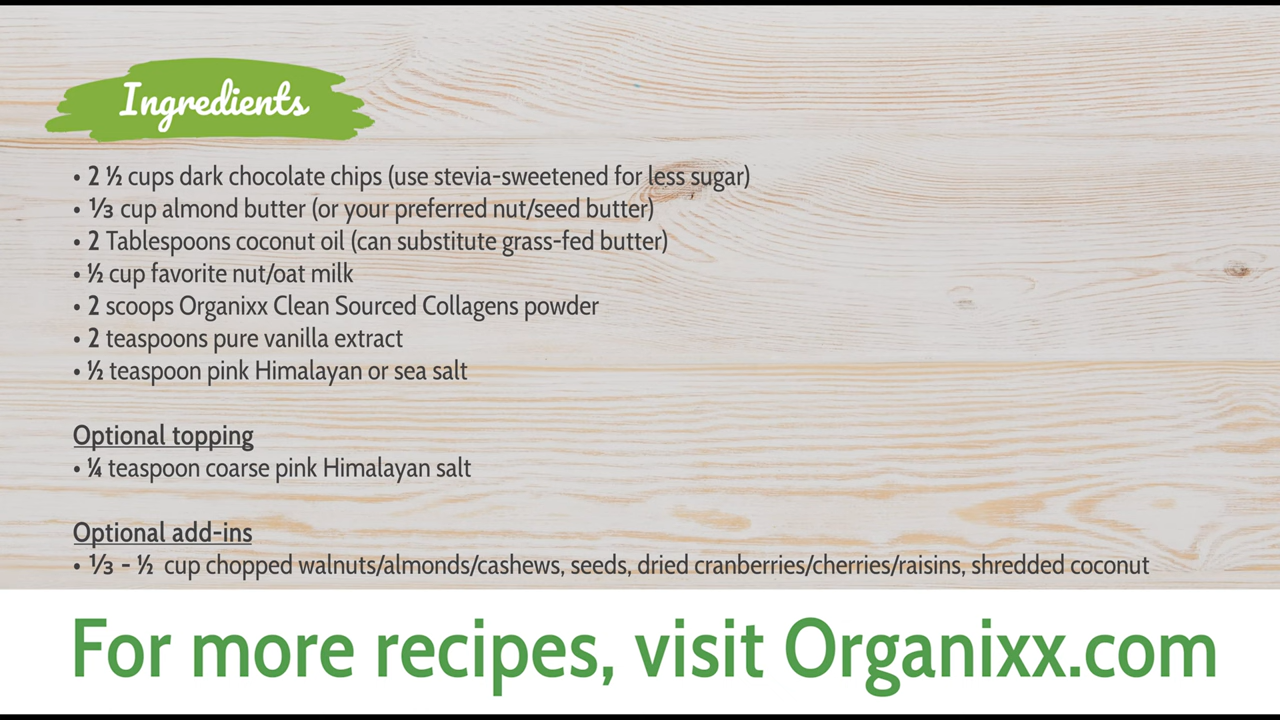 Ingredients
• 2 ½ cups dark chocolate chips (use stevia-sweetened for less sugar)
• ⅓ cup almond butter (or your preferred nut/seed butter)
• 2 Tablespoons coconut oil (can substitute grass-fed butter)
• ½ cup favorite nut/oat milk
• 2 scoops Organixx Clean Sourced Collagens powder
• 2 teaspoons pure vanilla extract
• ½ teaspoon pink Himalayan or sea salt
Optional topping
• ¼ teaspoon coarse pink Himalayan salt
Optional add-ins
• ⅓ - ½ cup chopped walnuts/almonds/cashews, seeds, dried cranberries/cherries/raisins, shredded coconut
For more recipes, visit Organixx.com